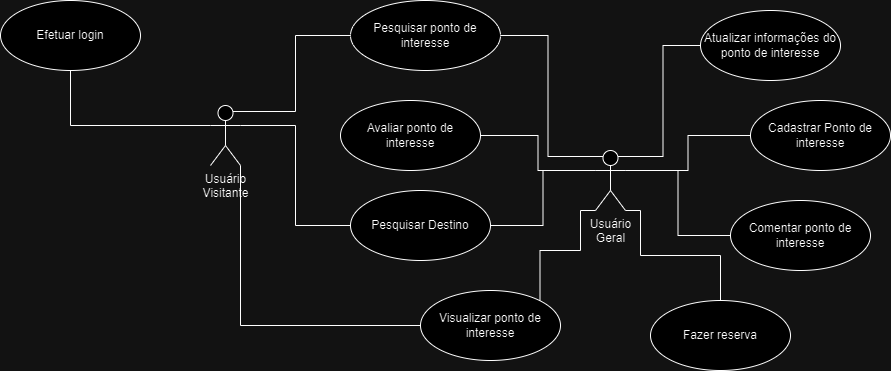 Efetuar login
Pesquisar ponto de
interesse
Atualizar informações do
ponto de interesse
Avaliar ponto de
interesse
Cadastrar Ponto de
interesse
Usuário
Visitante
Pesquisar Destino
Usuário
Geral
Comentar ponto de
interesse
Visualizar ponto de
interesse
Fazer reserva